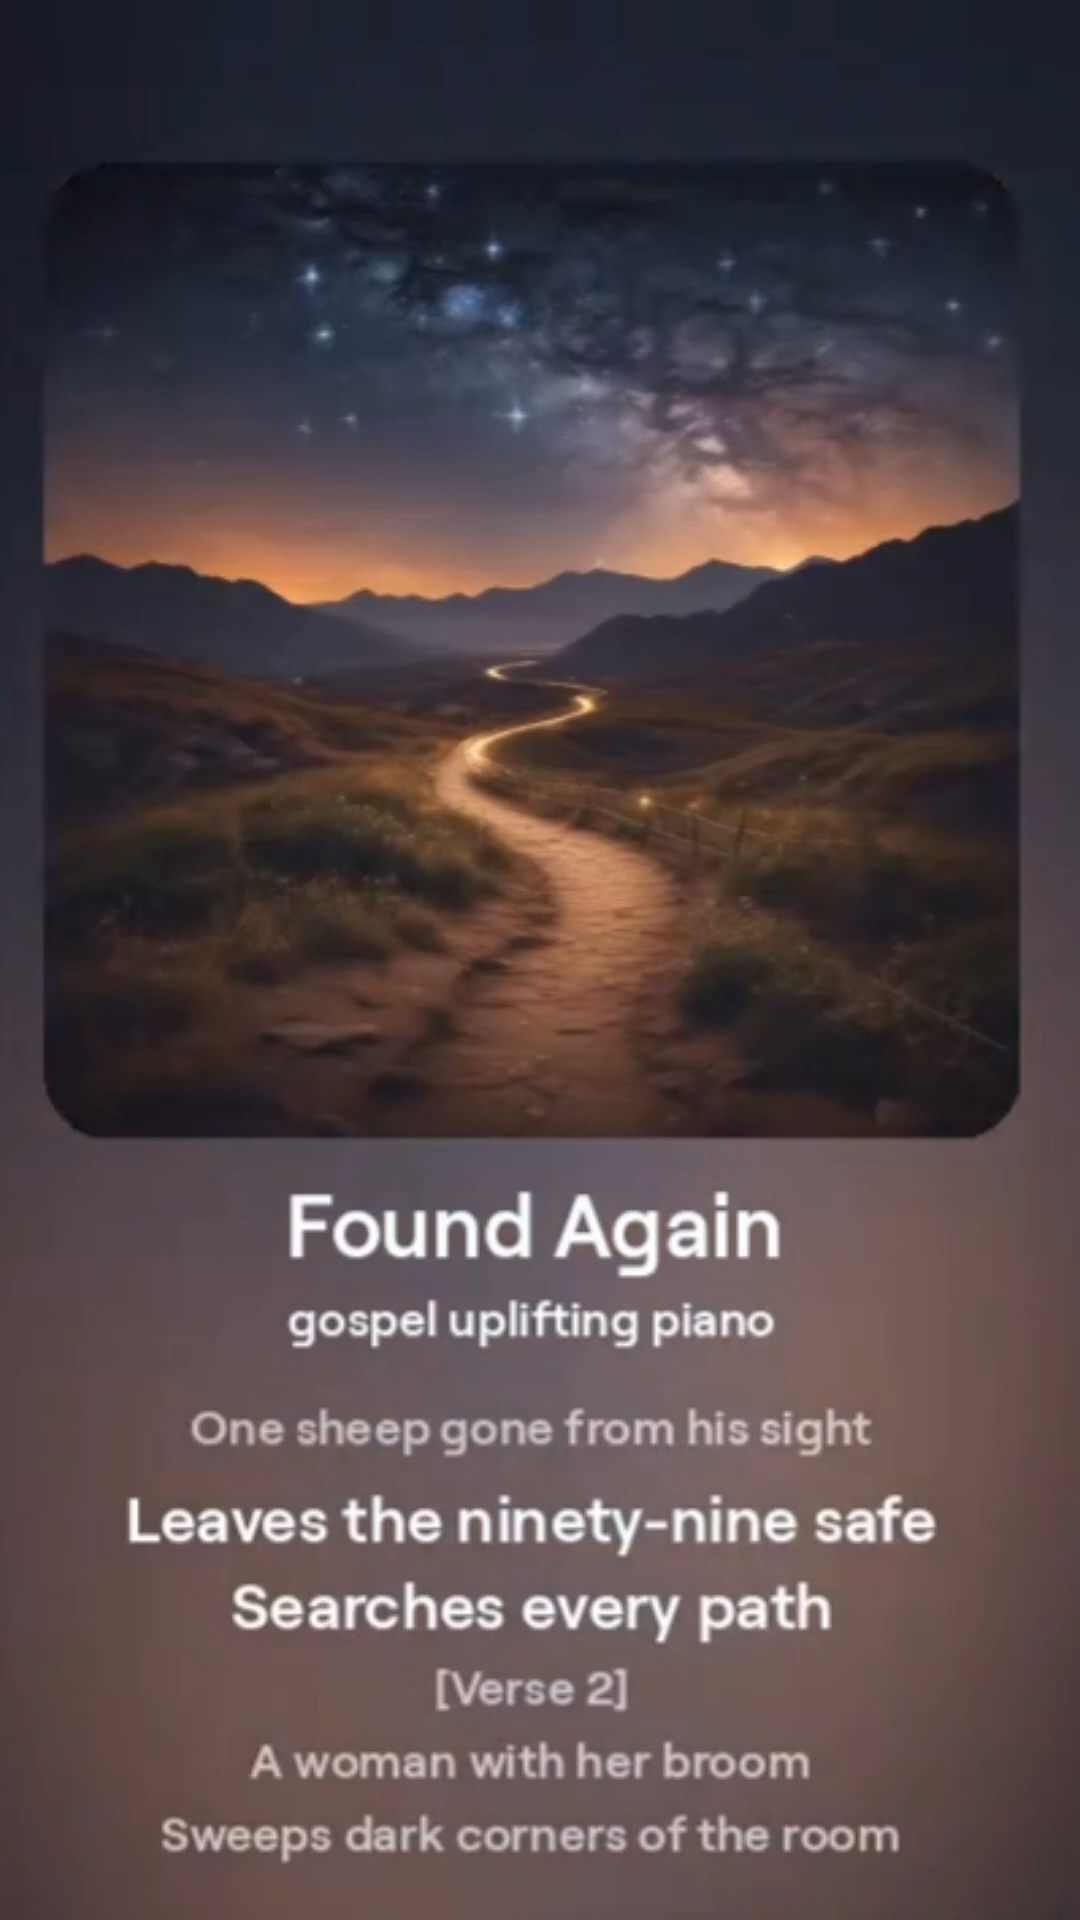 Found Again
gospel uplifting piano
One sheep gone from his sight
Leaves the ninety-nine safe
Searches every path
[Verse 2]
A woman with her broom
Sweeps dark corners of the room